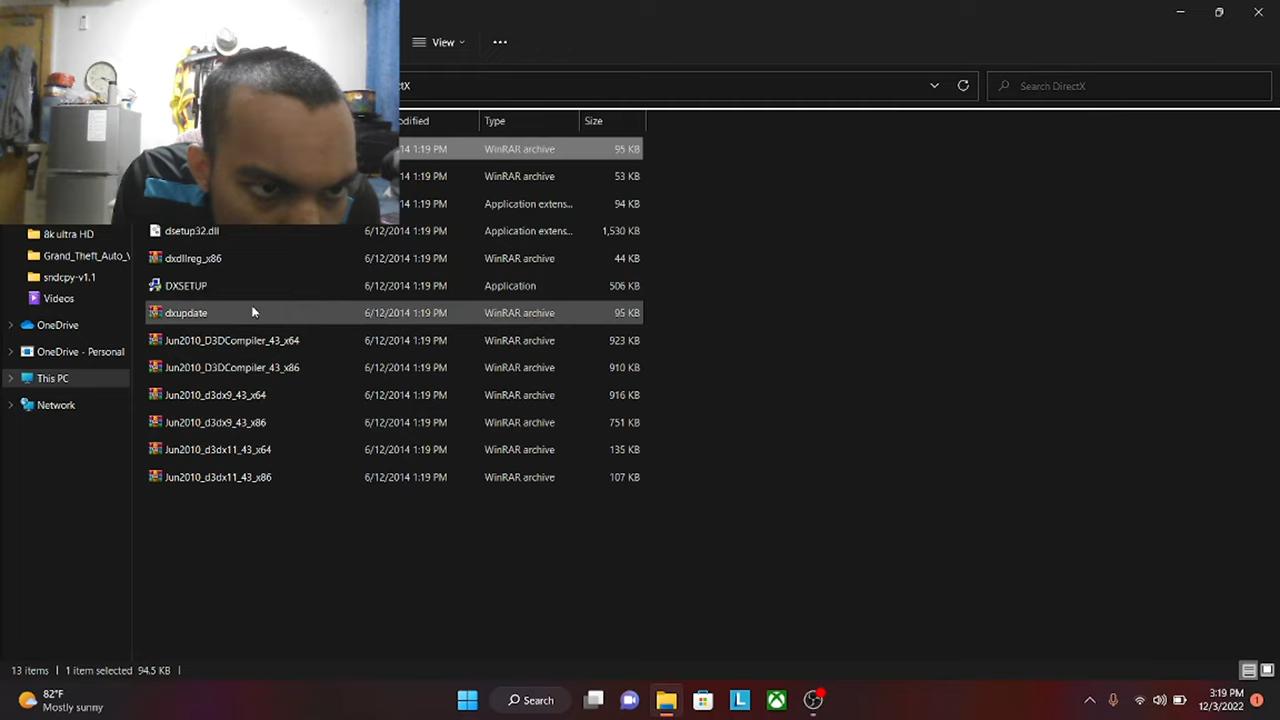 View
ctX
Search DirectX
odified
Type
Size
14 1:19 PM WinRAR archive 95 KB
14 1:19 PM WinRAR archive 53 KB
14 1:19 PM Application extens... 94 KB
8k ultra HD
dsetup32.dll 6/12/2014 1:19 PM Application extens... 1,530 KB
Grand_Theft_Auto_V
dxdllreg_x86 6/12/2014 1:19 PM WinRAR archive 44 KB
sndcpy-v1.1
DXSETUP 6/12/2014 1:19 PM Application 506 KB
Videos
dxupdate 6/12/2014 1:19 PM WinRAR archive 95 KB
OneDrive
Jun2010_D3DCompiler_43_x64 6/12/2014 1:19 PM WinRAR archive 923 KB
OneDrive - Personal
Jun2010_D3DCompiler_43_x86 6/12/2014 1:19 PM WinRAR archive 910 KB
This PC
Jun2010_d3dx9_43_x64 6/12/2014 1:19 PM WinRAR archive 916 KB
Network
Jun2010_d3dx9_43_x86 6/12/2014 1:19 PM WinRAR archive 751 KB
Jun2010_d3dx11_43_x64 6/12/2014 1:19 PM WinRAR archive 135 KB
Jun2010_d3dx11_43_x86 6/12/2014 1:19 PM WinRAR archive 107 KB
13 items 1 item selected 94.5 KB
82°F
Mostly sunny
Search
3:19 PM
12/3/2022
1